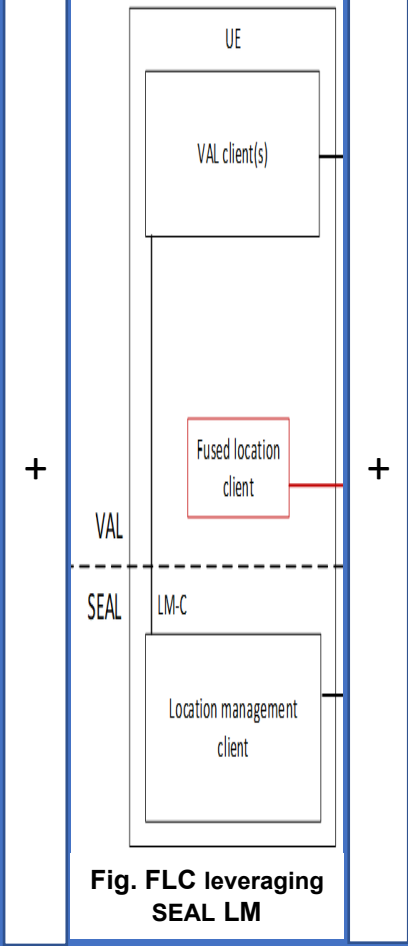 UE
VAL client(s)
Fused location
client
+
+
VAL
SEAL
LM-C
Location management
client
Fig. FLC leveraging
SEAL LM